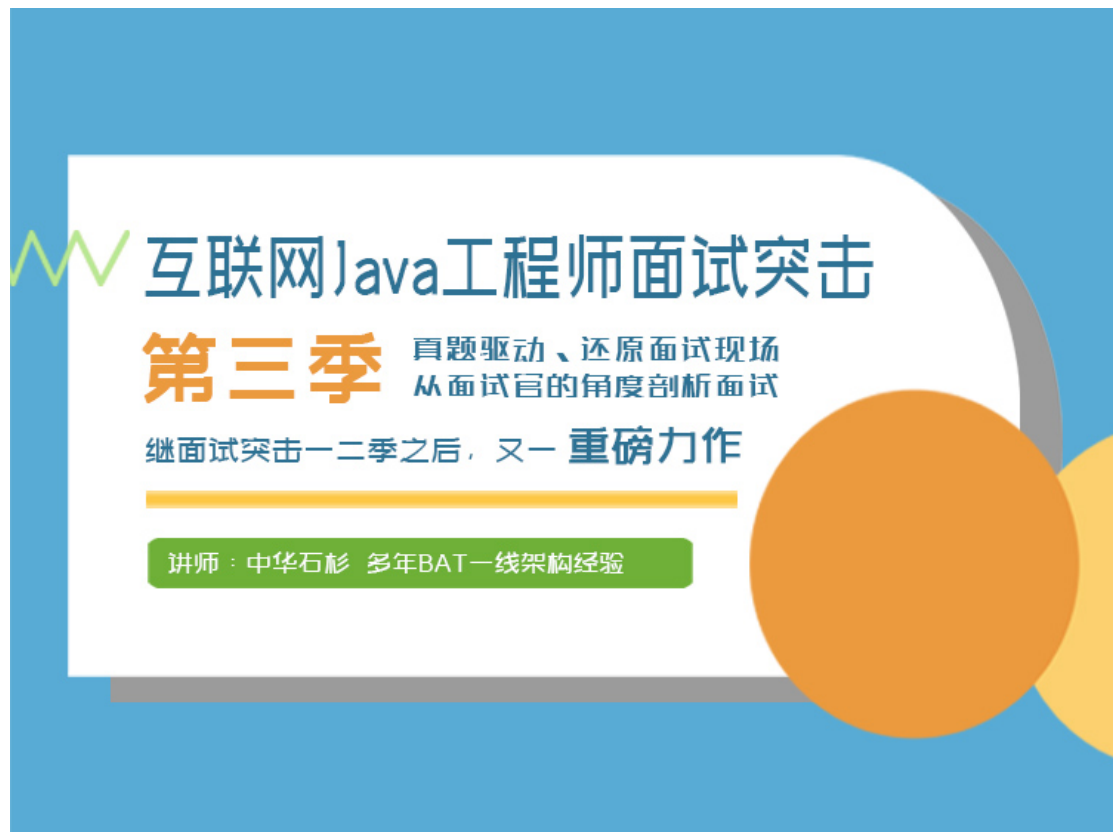 互联网Java工程师面试突击
第三季
真题驱动、还原面试现场
从面试官的角度剖析面试
继面试突击一二季之后，又一 重磅力作
讲师：中华石杉 多年BAT一线架构经验